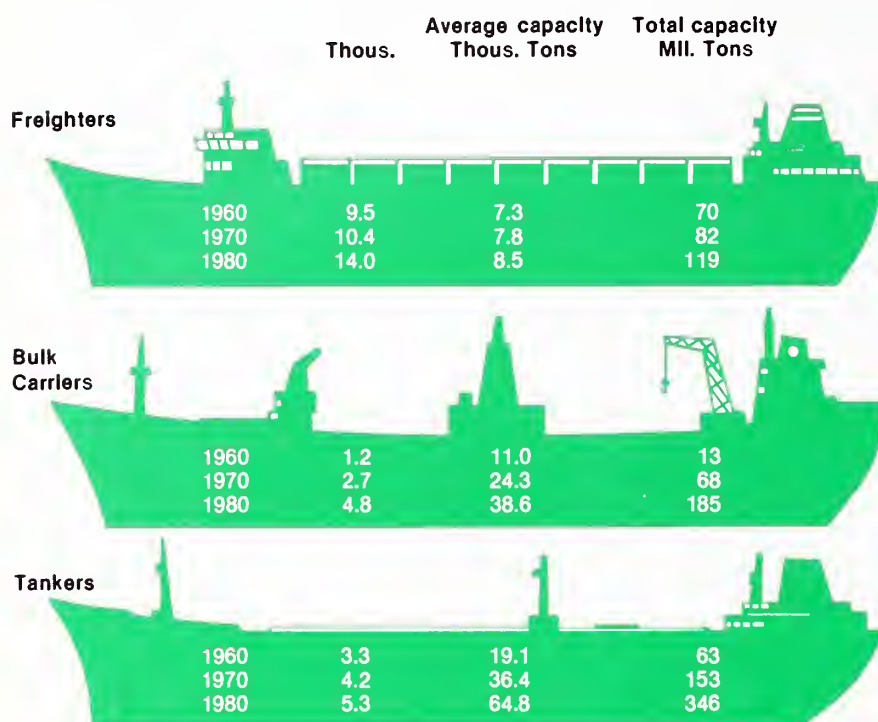 Average capacity Total capacity
Thous. Thous. Tons Mil. Tons
Freighters
1960 9.5 7.3 70
1970 10.4 7.8 82
1980 14.0 8.5 119
Bulk
Carriers
1960 1.2 11.0 13
1970 2.7 24.3 68
1980 4.8 38.6 185
Tankers
1960 3.3 19.1 63
1970 4.2 36.4 153
1980 5.3 64.8 346